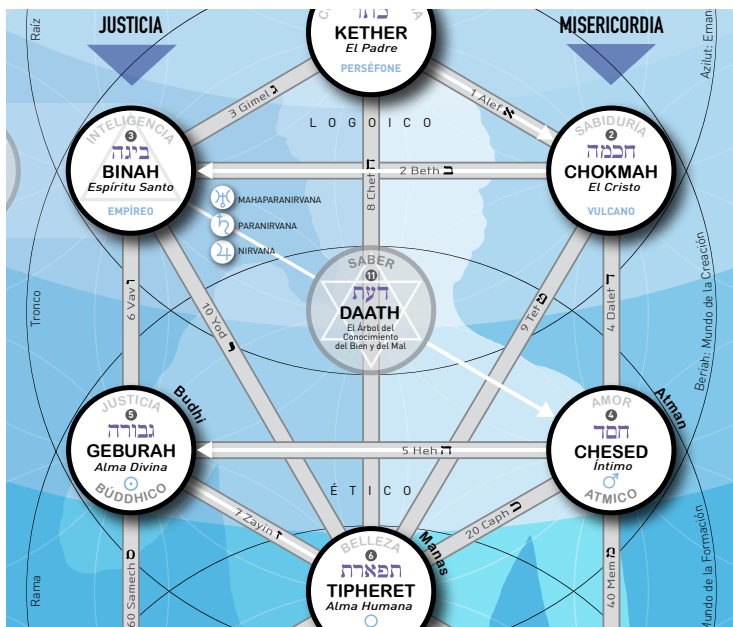 JUSTICIA
MISERICORDIA
Raíz
KETHER
El Padre
PERSÉFONE
3 Gimel ג
1 Alef א
LOGOICO
INTELIGENCIA
3
בינה
BINAH
Espíritu Santo
EMPÍREO
SABIDURÍA
2
חכמה
CHOKMAH
El Cristo
VULCANO
2 Beth ב
8 Chet ח
MAHAPARANIRVANA
PARANIRVANA
NIRVANA
SABER
11
דעת
DAATH
El Árbol del
Conocimiento
del Bien y del Mal
Tronco
6 Vav ו
10 Yod י
9 Tet ט
4 Dalet ד
Beriah: Mundo de la Creación
JUSTICIA
5
גבורה
GEBURAH
Alma Divina
BÚDDHICO
Budhi
AMOR
4
חסד
CHESED
Íntimo
ATMICO
Atman
5 Heh ה
ÉTICO
7 Zayin ז
20 Caph
Manas
BELLEZA
6
תפארת
TIPHERET
Alma Humana
Rama
60 Samech
40 Mem מ
Mundo de la Formación